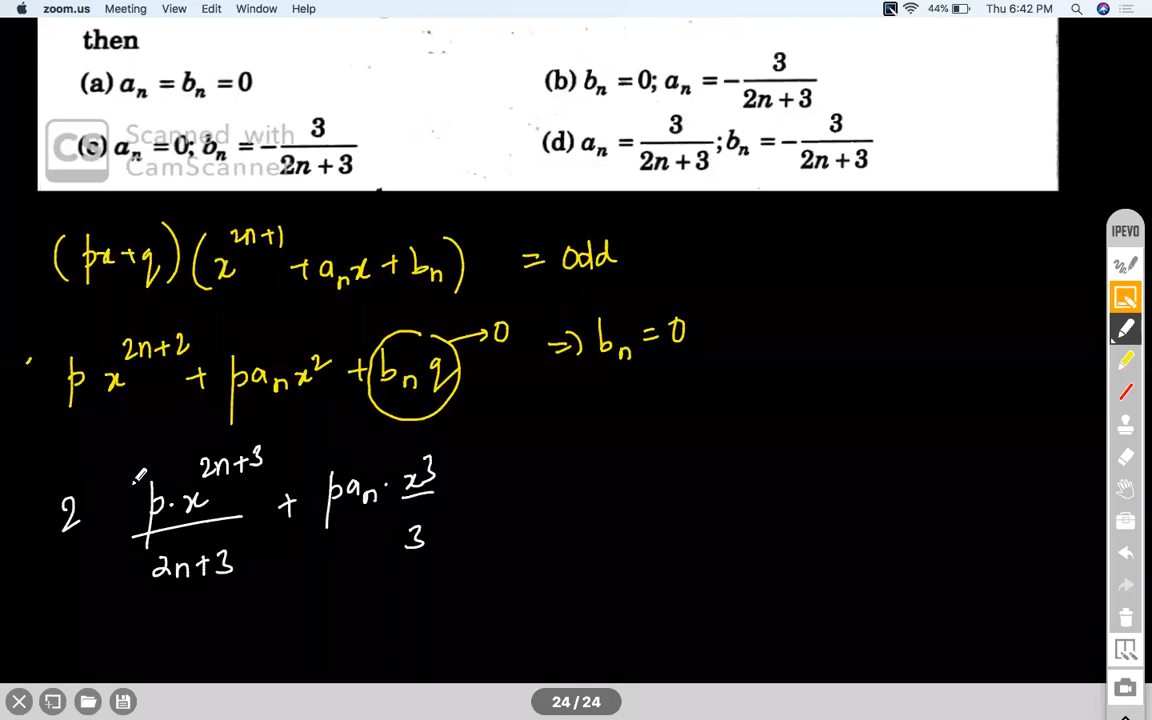 zoom.us Meeting View Edit Window Help 44% Thu 6:42 PM
then
(a) aₙ = bₙ = 0
(b) bₙ = 0; aₙ = −3/(2n+3)
(c) aₙ = 0; bₙ = −3/(2n+3)
(d) aₙ = 3/(2n+3); bₙ = −3/(2n+3)
CS Scanned with CamScanner
(px+q)(x^(2n+1) + aₙx + bₙ) = odd
p x^(2n+2) + paₙx² + bₙq → 0 ⇒ bₙ = 0
2 p·x^(2n+3)/(2n+3) + paₙ·x³/3
IPEVO
24 / 24